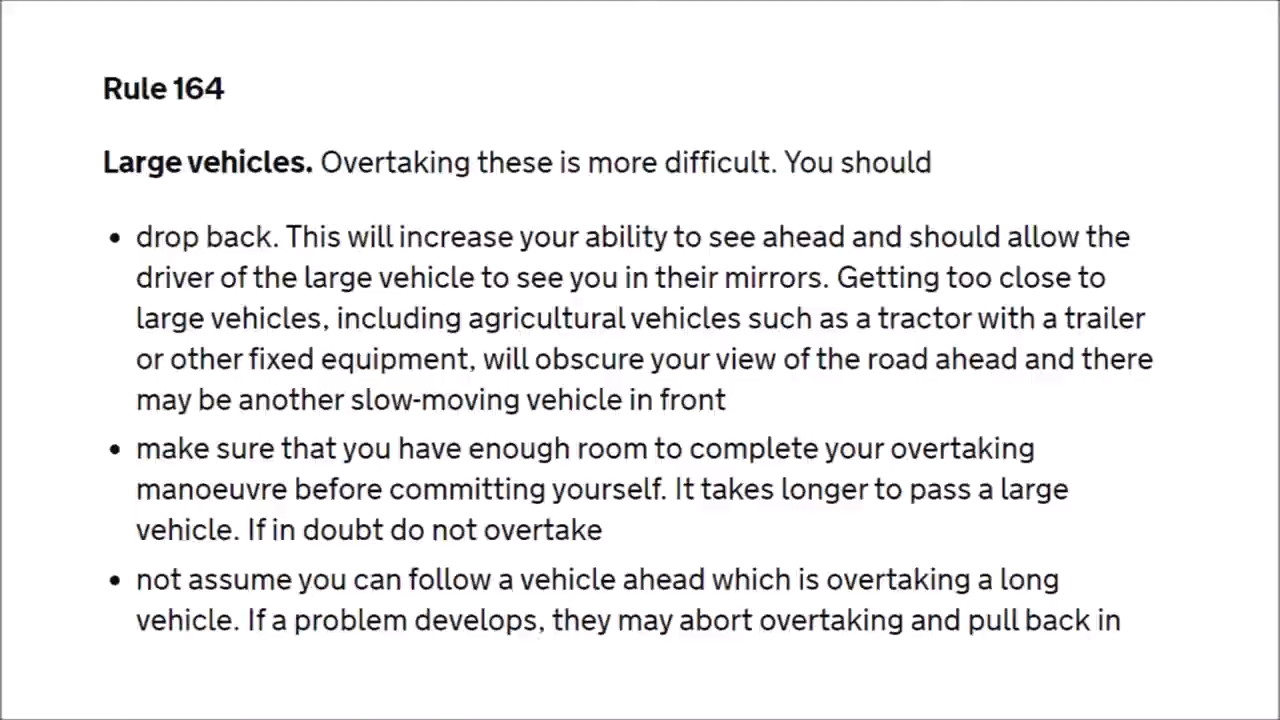 Rule 164
Large vehicles. Overtaking these is more difficult. You should
• drop back. This will increase your ability to see ahead and should allow the
driver of the large vehicle to see you in their mirrors. Getting too close to
large vehicles, including agricultural vehicles such as a tractor with a trailer
or other fixed equipment, will obscure your view of the road ahead and there
may be another slow-moving vehicle in front
• make sure that you have enough room to complete your overtaking
manoeuvre before committing yourself. It takes longer to pass a large
vehicle. If in doubt do not overtake
• not assume you can follow a vehicle ahead which is overtaking a long
vehicle. If a problem develops, they may abort overtaking and pull back in